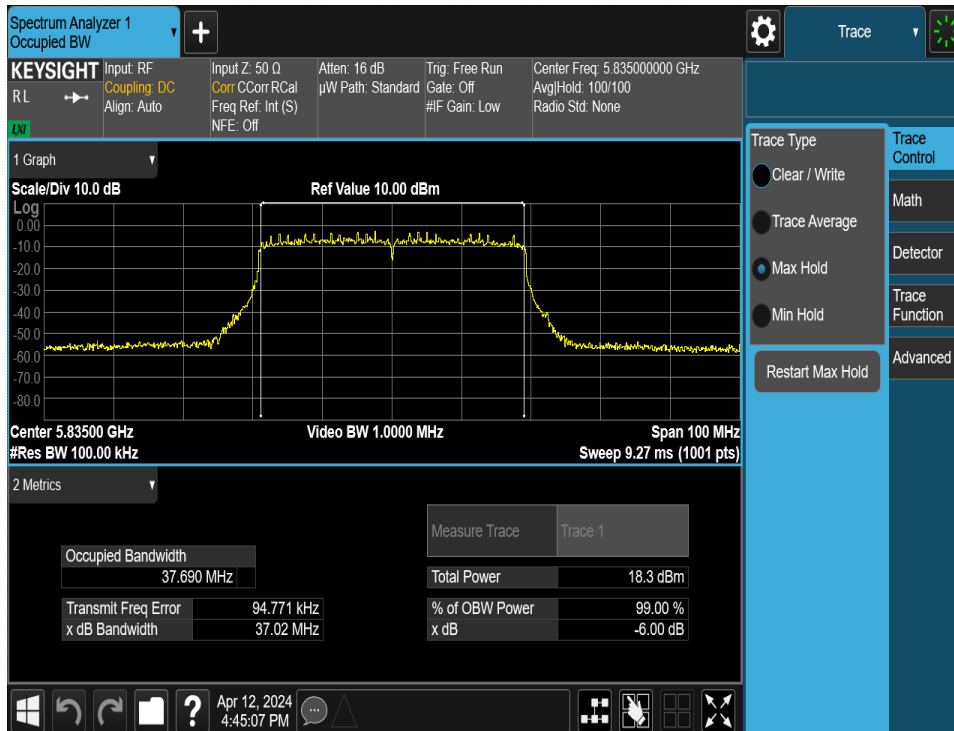 Spectrum Analyzer 1
Occupied BW
+
Trace
KEYSIGHT
RL
LXI
Input: RF
Coupling: DC
Align: Auto
Input Z: 50 Ω
Corr CCorr RCal
Freq Ref: Int (S)
NFE: Off
Atten: 16 dB
µW Path: Standard
Trig: Free Run
Gate: Off
#IF Gain: Low
Center Freq: 5.835000000 GHz
Avg|Hold: 100/100
Radio Std: None
1 Graph
Scale/Div 10.0 dB
Ref Value 10.00 dBm
Log
0.00
-10.0
-20.0
-30.0
-40.0
-50.0
-60.0
-70.0
-80.0
Center 5.83500 GHz
Video BW 1.0000 MHz
Span 100 MHz
#Res BW 100.00 kHz
Sweep 9.27 ms (1001 pts)
2 Metrics
Measure Trace
Trace 1
Occupied Bandwidth
37.690 MHz
Total Power
18.3 dBm
Transmit Freq Error
94.771 kHz
% of OBW Power
99.00 %
x dB Bandwidth
37.02 MHz
x dB
-6.00 dB
Trace Type
Clear / Write
Trace Average
Max Hold
Min Hold
Restart Max Hold
Trace
Control
Math
Detector
Trace
Function
Advanced
?
Apr 12, 2024
4:45:07 PM